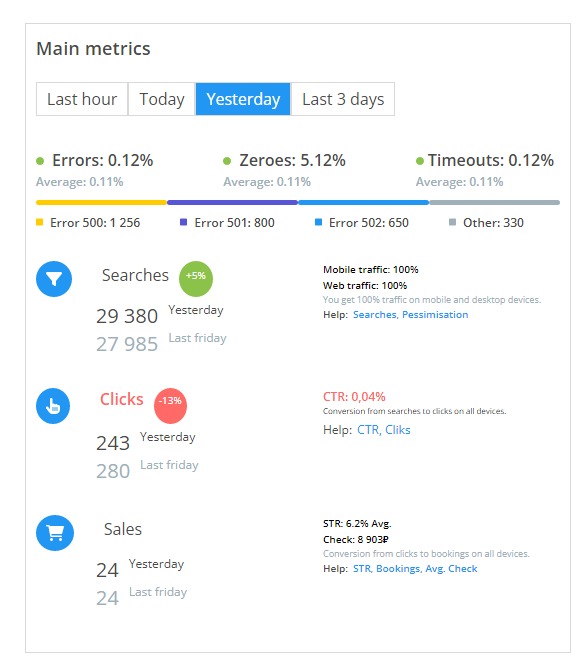 Main metrics
Last hour Today Yesterday Last 3 days
Errors: 0.12% Zeroes: 5.12% Timeouts: 0.12%
Average: 0.11% Average: 0.11% Average: 0.11%
Error 500: 1 256 Error 501: 800 Error 502: 650 Other: 330
Searches +5%
29 380 Yesterday
27 985 Last friday
Mobile traffic: 100%
Web traffic: 100%
You get 100% traffic on mobile and desktop devices.
Help: Searches, Pessimisation
Clicks -13%
243 Yesterday
280 Last friday
CTR: 0,04%
Conversion from searches to clicks on all devices.
Help: CTR, Cliks
Sales
24 Yesterday
24 Last friday
STR: 6.2% Avg.
Check: 8 903₽
Conversion from clicks to bookings on all devices.
Help: STR, Bookings, Avg. Check